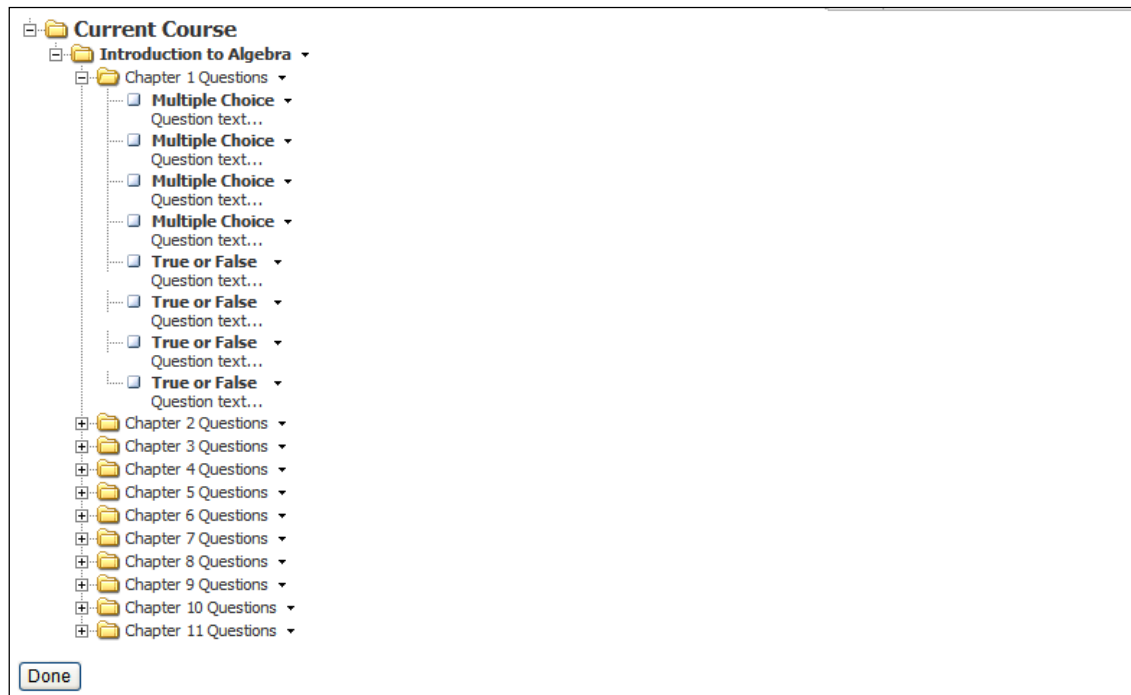 Current Course
Introduction to Algebra
Chapter 1 Questions
Multiple Choice
Question text...
Multiple Choice
Question text...
Multiple Choice
Question text...
Multiple Choice
Question text...
True or False
Question text...
True or False
Question text...
True or False
Question text...
True or False
Question text...
Chapter 2 Questions
Chapter 3 Questions
Chapter 4 Questions
Chapter 5 Questions
Chapter 6 Questions
Chapter 7 Questions
Chapter 8 Questions
Chapter 9 Questions
Chapter 10 Questions
Chapter 11 Questions
Done